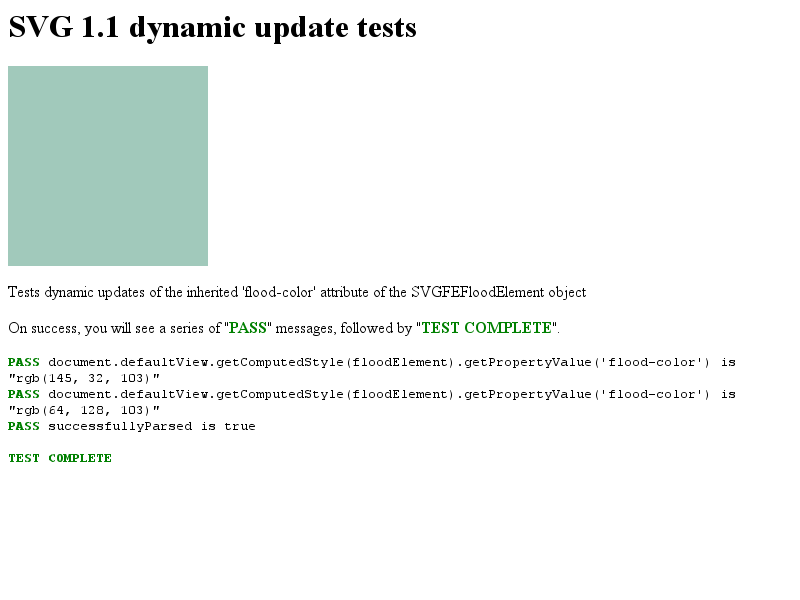 SVG 1.1 dynamic update tests
Tests dynamic updates of the inherited 'flood-color' attribute of the SVGFEFloodElement object
On success, you will see a series of "PASS" messages, followed by "TEST COMPLETE".
PASS document.defaultView.getComputedStyle(floodElement).getPropertyValue('flood-color') is
"rgb(145, 32, 103)"
PASS document.defaultView.getComputedStyle(floodElement).getPropertyValue('flood-color') is
"rgb(64, 128, 103)"
PASS successfullyParsed is true
TEST COMPLETE